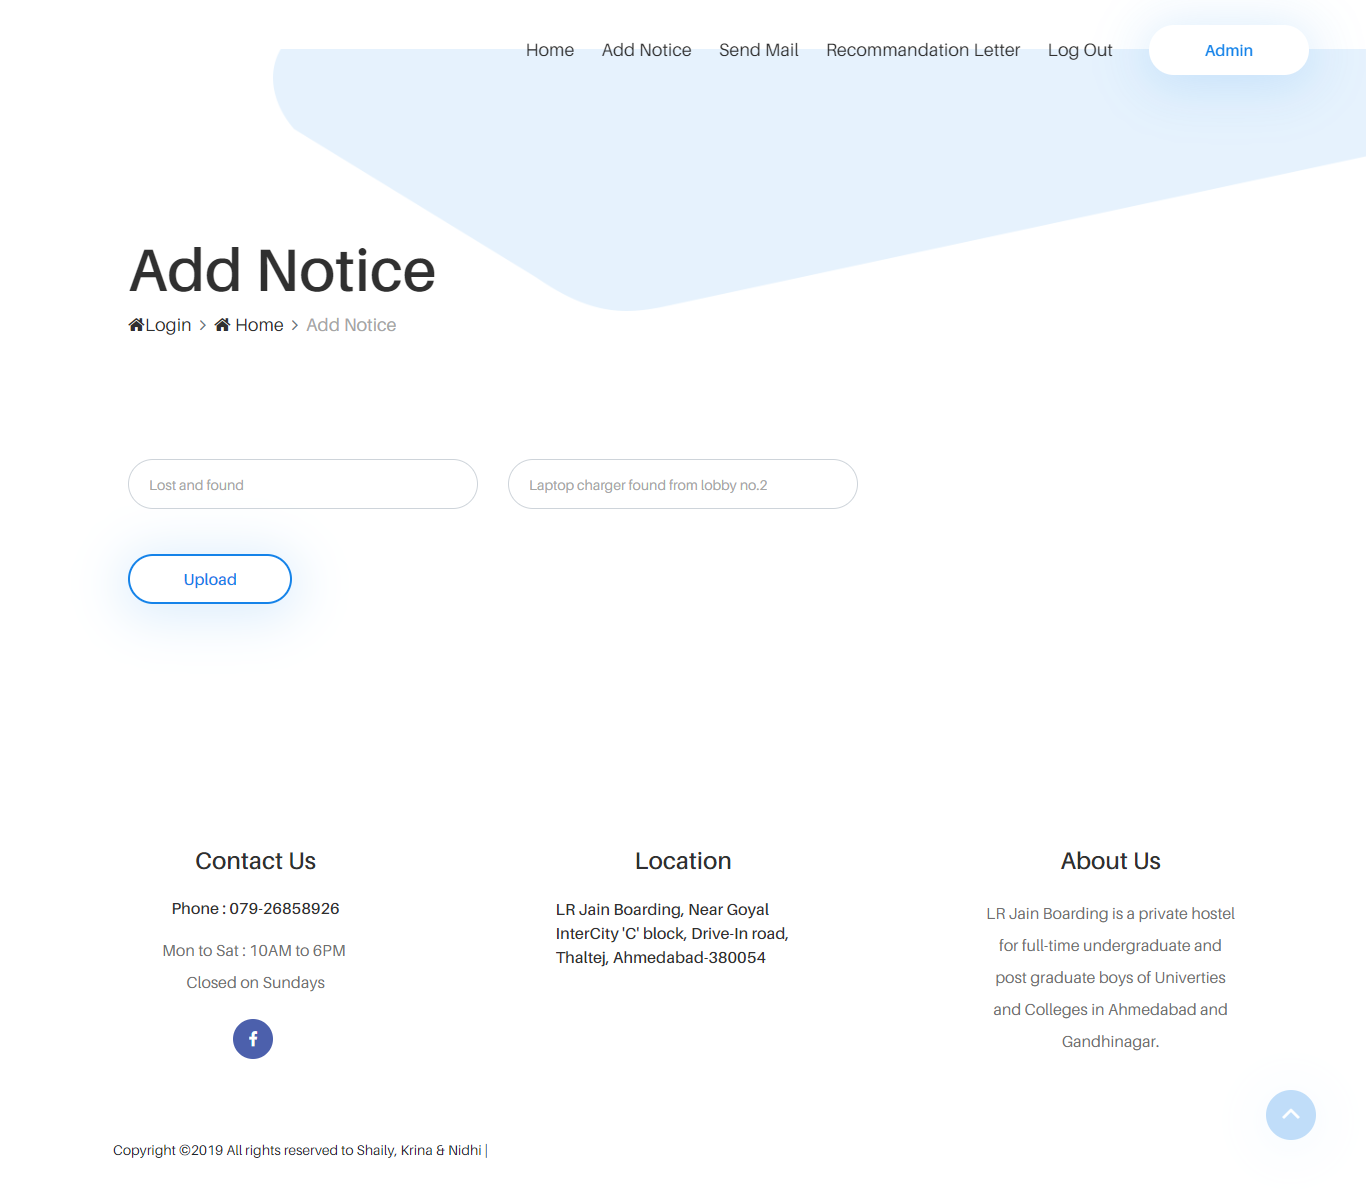 Home Add Notice Send Mail Recommandation Letter Log Out Admin
Add Notice
Login > Home > Add Notice
Lost and found
Laptop charger found from lobby no.2
Upload
Contact Us
Phone : 079-26858926
Mon to Sat : 10AM to 6PM
Closed on Sundays
f
Location
LR Jain Boarding, Near Goyal
InterCity 'C' block, Drive-In road,
Thaltej, Ahmedabad-380054
About Us
LR Jain Boarding is a private hostel
for full-time undergraduate and
post graduate boys of Univerties
and Colleges in Ahmedabad and
Gandhinagar.
Copyright ©2019 All rights reserved to Shaily, Krina & Nidhi |